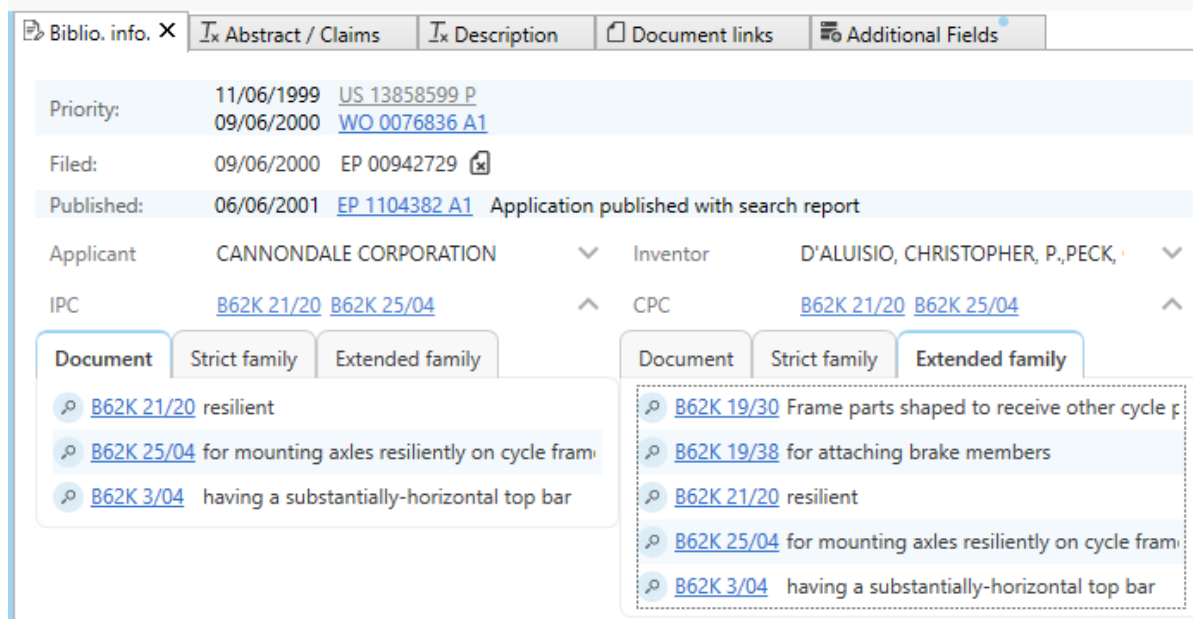 Biblio. info. Abstract / Claims Description Document links Additional Fields
Priority: 11/06/1999 US 13858599 P
09/06/2000 WO 0076836 A1
Filed: 09/06/2000 EP 00942729
Published: 06/06/2001 EP 1104382 A1 Application published with search report
Applicant CANNONDALE CORPORATION Inventor D'ALUISIO, CHRISTOPHER, P.,PECK,
IPC B62K 21/20 B62K 25/04 CPC B62K 21/20 B62K 25/04
Document Strict family Extended family Document Strict family Extended family
B62K 21/20 resilient
B62K 25/04 for mounting axles resiliently on cycle fram
B62K 3/04 having a substantially-horizontal top bar
B62K 19/30 Frame parts shaped to receive other cycle
B62K 19/38 for attaching brake members
B62K 21/20 resilient
B62K 25/04 for mounting axles resiliently on cycle fram
B62K 3/04 having a substantially-horizontal top bar